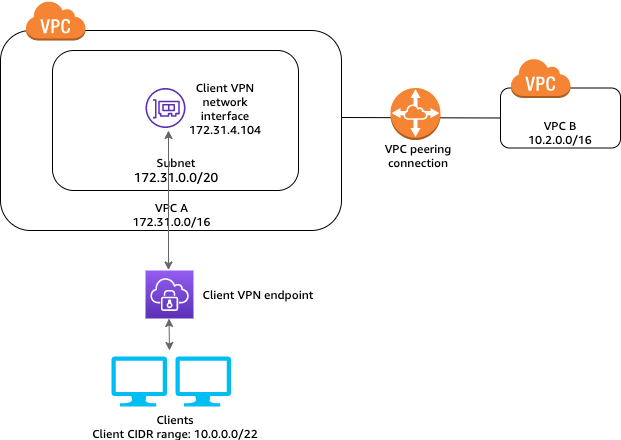 VPC
Client VPN
network
interface
172.31.4.104
Subnet
172.31.0.0/20
VPC A
172.31.0.0/16
VPC peering
connection
VPC
VPC B
10.2.0.0/16
Client VPN endpoint
Clients
Client CIDR range: 10.0.0.0/22